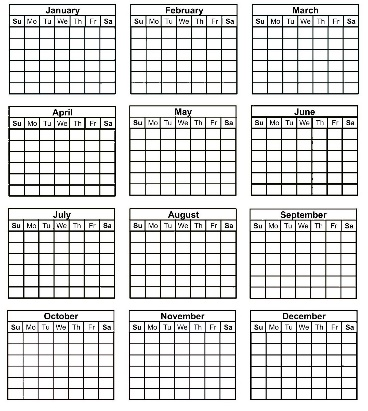 January February March
Su Mo Tu We Th Fr Sa Su Mo Tu We Th Fr Sa Su Mo Tu We Th Fr Sa
April May June
Su Mo Tu We Th Fr Sa Su Mo Tu We Th Fr Sa Su Mo Tu We Th Fr Sa
July August September
Su Mo Tu We Th Fr Sa Su Mo Tu We Th Fr Sa Su Mo Tu We Th Fr Sa
October November December
Su Mo Tu We Th Fr Sa Su Mo Tu We Th Fr Sa Su Mo Tu We Th Fr Sa